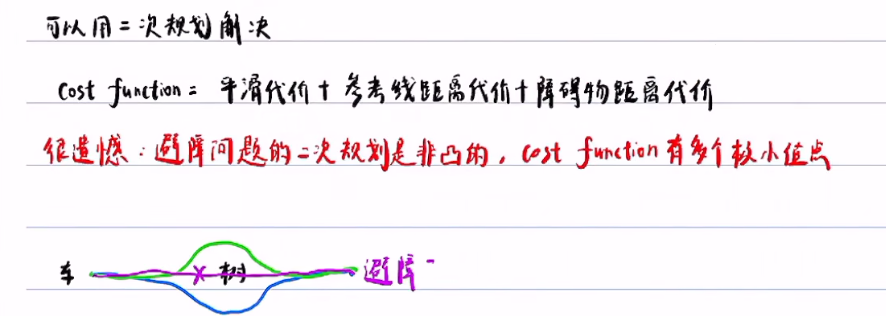 可以用二次规划解决
cost function = 平滑代价 + 参考线距离代价 + 障碍物距离代价
很遗憾：避障问题的二次规划是非凸的，cost function 有多个极小值点
车 × 树 避障